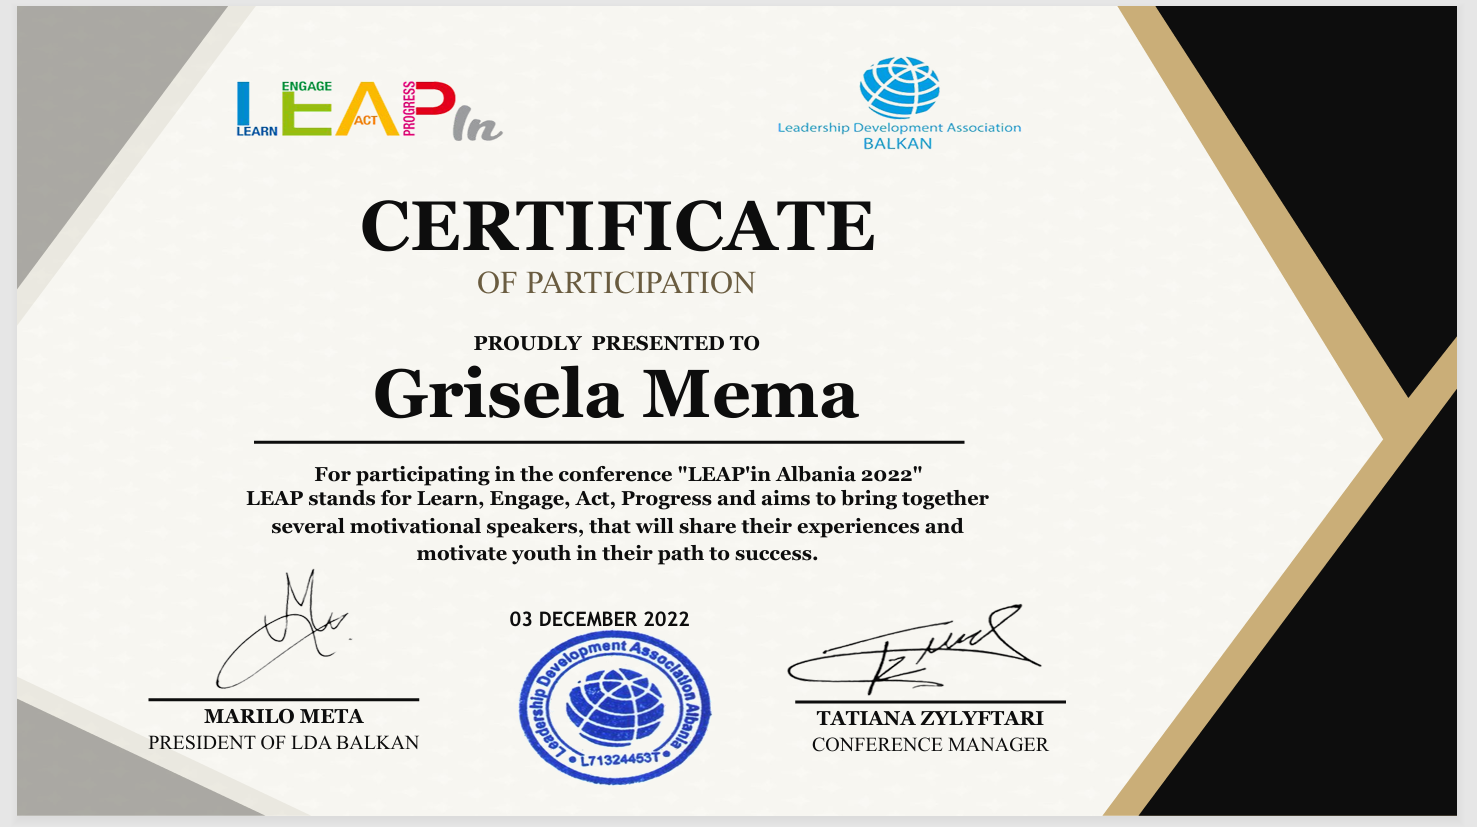 LEARN
ENGAGE
ACT
PROGRESS
LEAP In
Leadership Development Association
BALKAN
CERTIFICATE
OF PARTICIPATION
PROUDLY PRESENTED TO
Grisela Mema
For participating in the conference "LEAP'in Albania 2022"
LEAP stands for Learn, Engage, Act, Progress and aims to bring together
several motivational speakers, that will share their experiences and
motivate youth in their path to success.
03 DECEMBER 2022
Leadership Development Association Albania
• L71324453T •
MARILO META
PRESIDENT OF LDA BALKAN
TATIANA ZYLYFTARI
CONFERENCE MANAGER